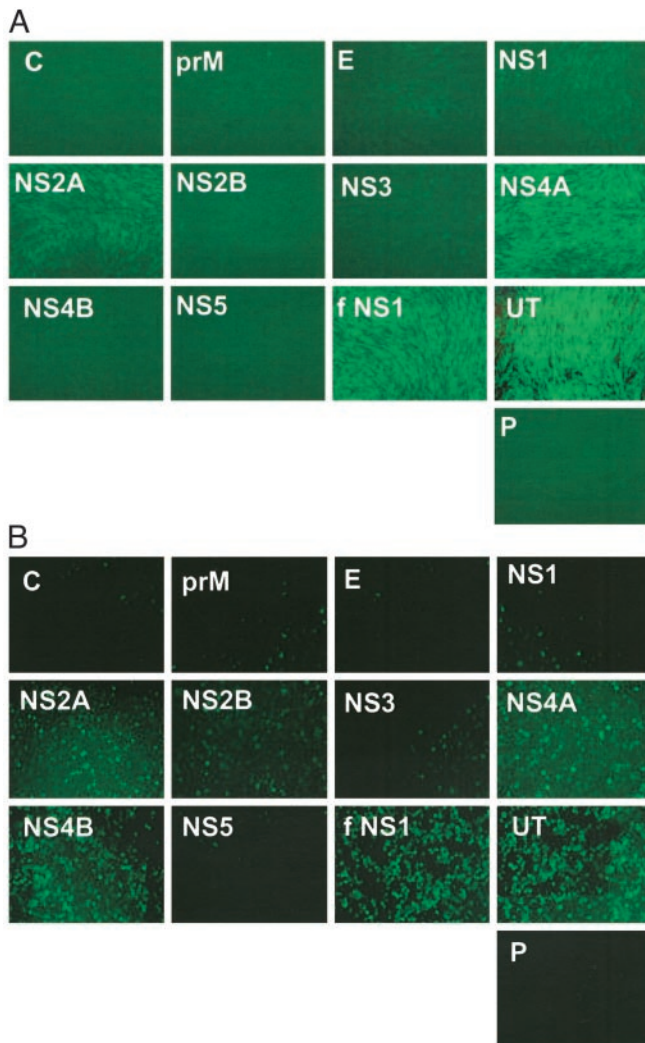 A
C prM E NS1
NS2A NS2B NS3 NS4A
NS4B NS5 f NS1 UT
P
B
C prM E NS1
NS2A NS2B NS3 NS4A
NS4B NS5 f NS1 UT
P